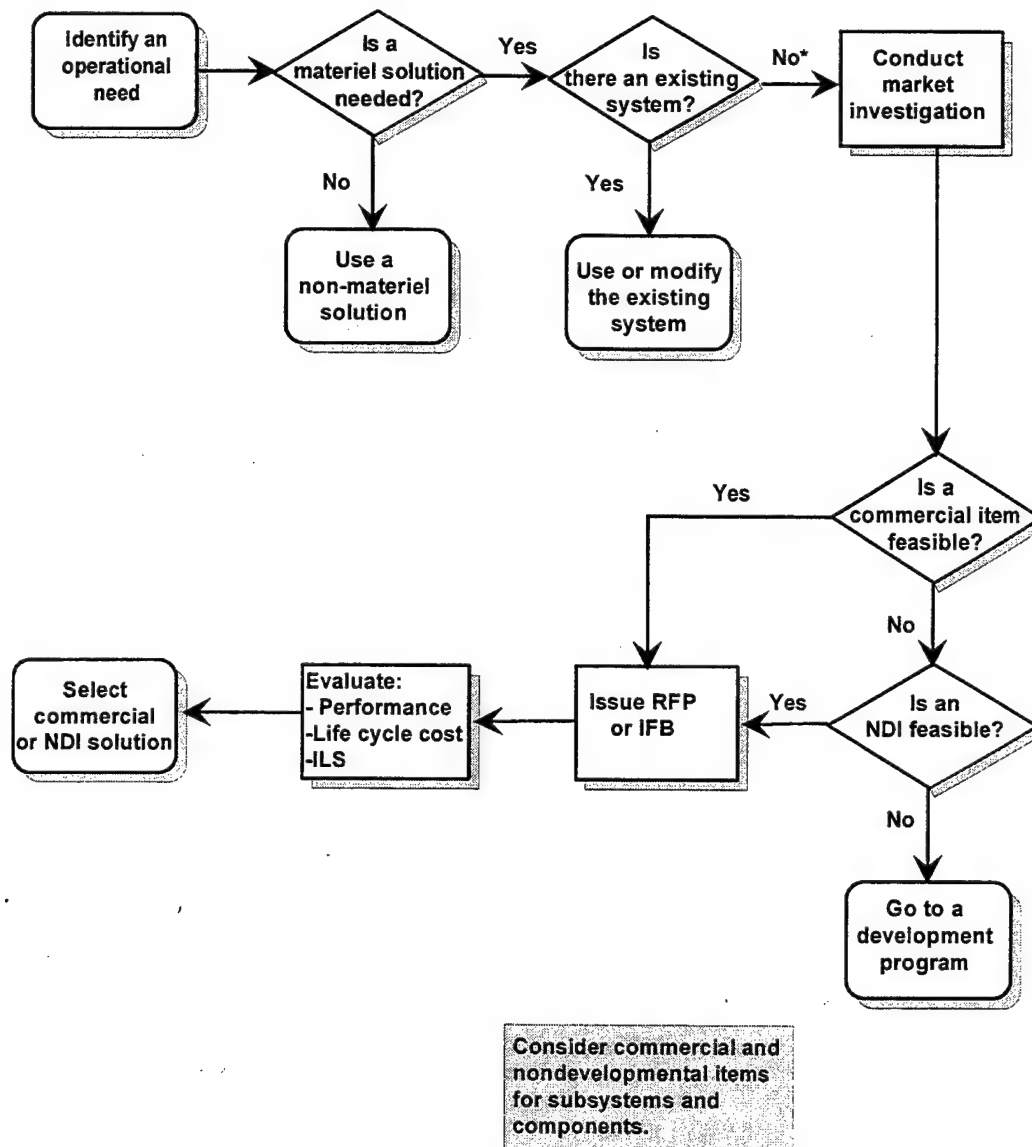 Identify an
operational
need
Is a
materiel solution
needed?
Yes
Is
there an existing
system?
No*
Conduct
market
investigation
No
Yes
Use a
non-materiel
solution
Use or modify
the existing
system
Yes
Is a
commercial item
feasible?
No
Select
commercial
or NDI solution
Evaluate:
- Performance
-Life cycle cost
-ILS
Issue RFP
or IFB
Yes
Is an
NDI feasible?
No
Go to a
development
program
Consider commercial and
nondevelopmental items
for subsystems and
components.